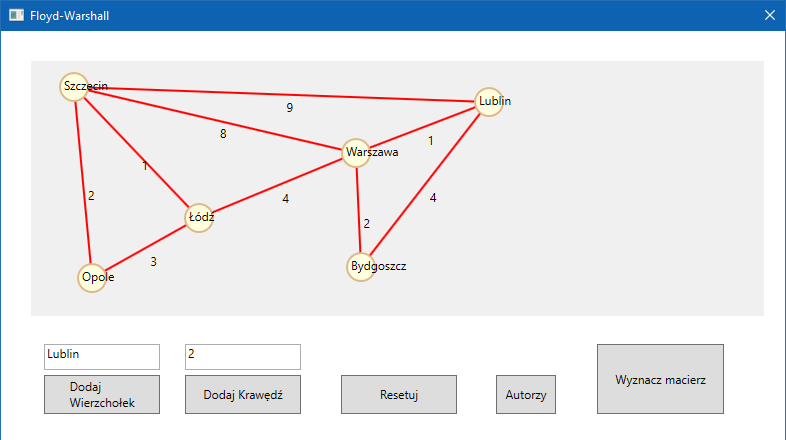 Floyd-Warshall
Szczecin
Lublin
9
8
1
Warszawa
1
2
4
4
Łódź
2
3
Bydgoszcz
Opole
Lublin
2
Dodaj
Wierzchołek
Dodaj Krawędź
Resetuj
Autorzy
Wyznacz macierz